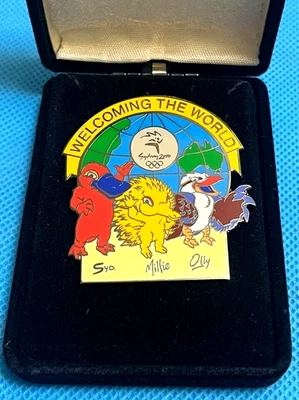 WELCOMING THE WORLD
Sydney 2000
Syd Millie Olly